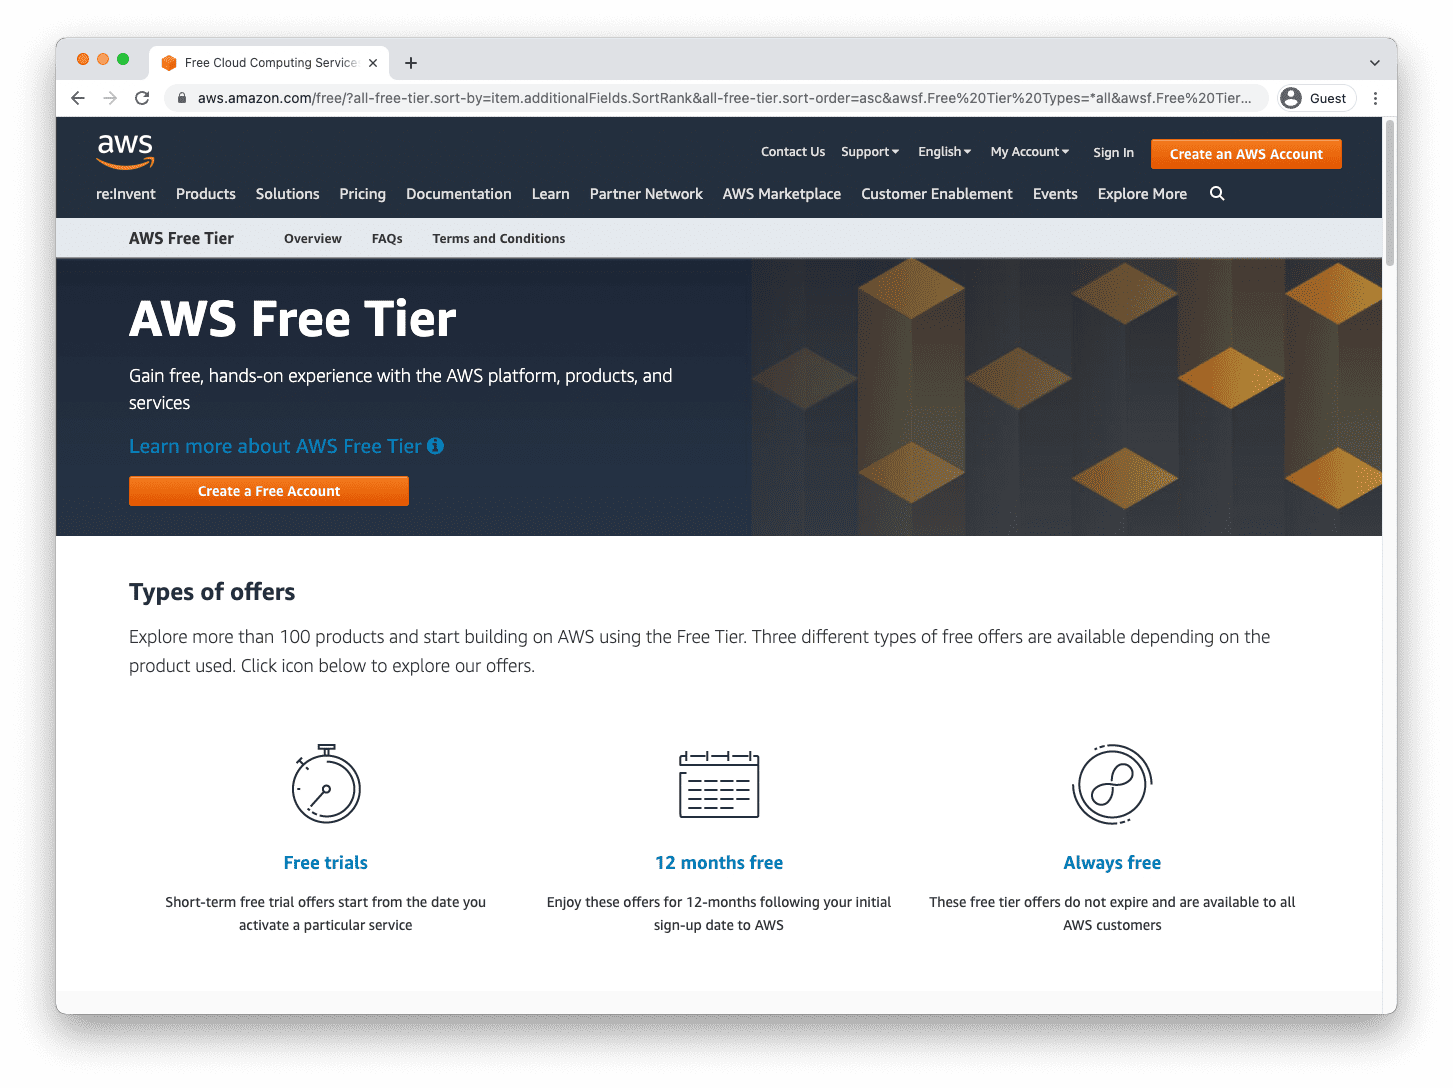 Free Cloud Computing Service
aws.amazon.com/free/?all-free-tier.sort-by=item.additionalFields.SortRank&all-free-tier.sort-order=asc&awsf.Free%20Tier%20Types=*all&awsf.Free%20Tier...
Guest
aws
Contact Us Support English My Account Sign In Create an AWS Account
re:Invent Products Solutions Pricing Documentation Learn Partner Network AWS Marketplace Customer Enablement Events Explore More
AWS Free Tier Overview FAQs Terms and Conditions
AWS Free Tier
Gain free, hands-on experience with the AWS platform, products, and
services
Learn more about AWS Free Tier
Create a Free Account
Types of offers
Explore more than 100 products and start building on AWS using the Free Tier. Three different types of free offers are available depending on the
product used. Click icon below to explore our offers.
Free trials
Short-term free trial offers start from the date you
activate a particular service
12 months free
Enjoy these offers for 12-months following your initial
sign-up date to AWS
Always free
These free tier offers do not expire and are available to all
AWS customers